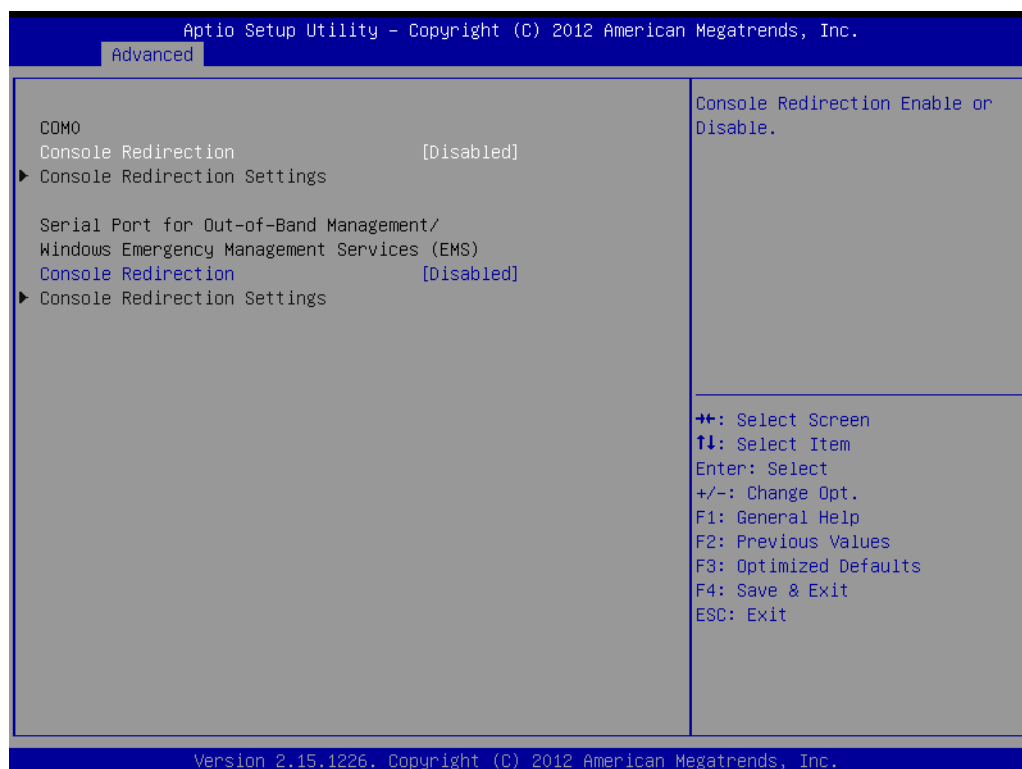 Aptio Setup Utility – Copyright (C) 2012 American Megatrends, Inc.
Advanced
COM0
Console Redirection [Disabled]
▶ Console Redirection Settings
Serial Port for Out-of-Band Management/
Windows Emergency Management Services (EMS)
Console Redirection [Disabled]
▶ Console Redirection Settings
Console Redirection Enable or
Disable.
→←: Select Screen
↑↓: Select Item
Enter: Select
+/-: Change Opt.
F1: General Help
F2: Previous Values
F3: Optimized Defaults
F4: Save & Exit
ESC: Exit
Version 2.15.1226. Copyright (C) 2012 American Megatrends, Inc.